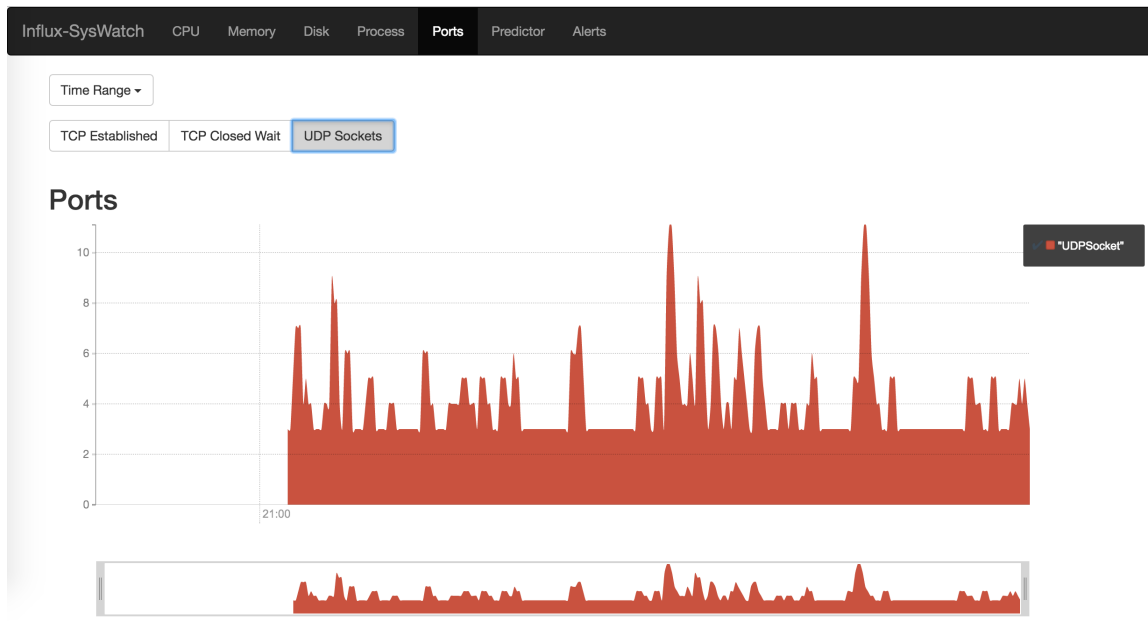 Influx-SysWatch CPU Memory Disk Process Ports Predictor Alerts
Time Range
TCP Established TCP Closed Wait UDP Sockets
Ports
"UDPSocket"
10
8
6
4
2
0
21:00